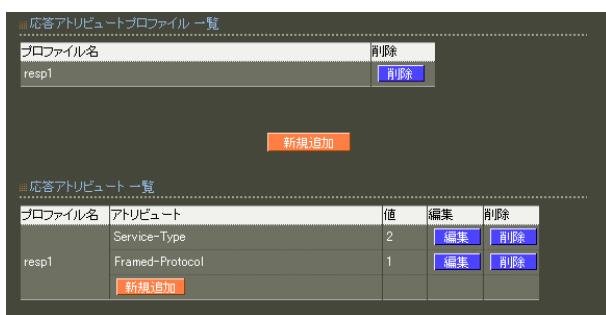 応答アトリビュートプロファイル 一覧
プロファイル名 削除
resp1 削除
新規追加
応答アトリビュート 一覧
プロファイル名 アトリビュート 値 編集 削除
Service-Type 2 編集 削除
resp1 Framed-Protocol 1 編集 削除
新規追加